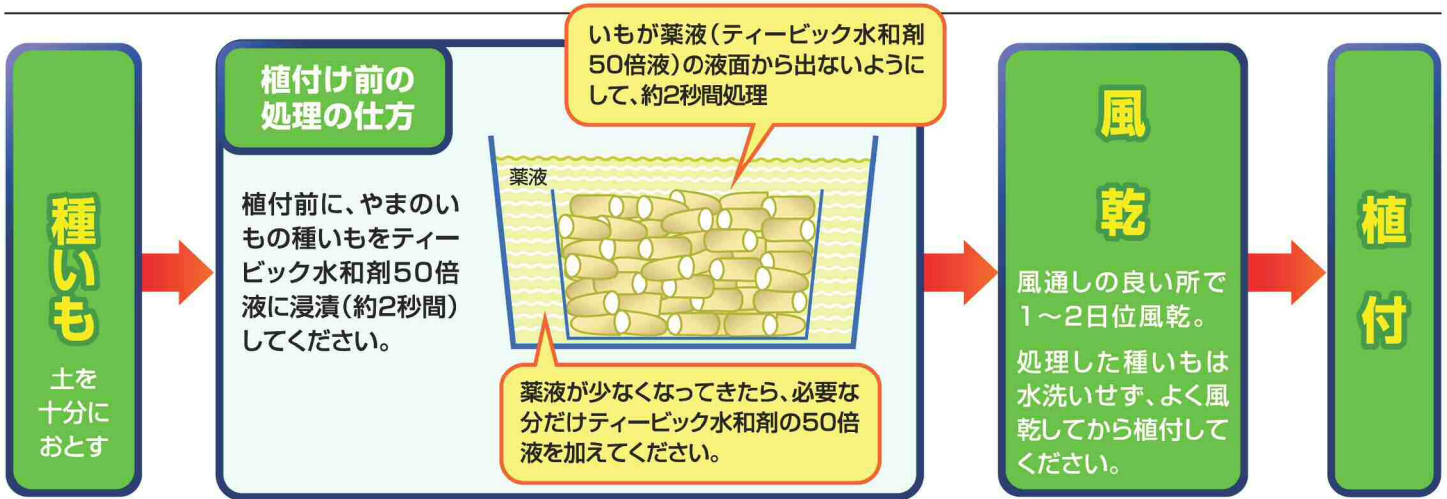 種いも
土を
十分に
おとす
植付け前の
処理の仕方
植付前に、やまのい
もの種いもをティー
ビック水和剤50倍
液に浸漬(約2秒間)
してください。
いもが薬液(ティービック水和剤
50倍液)の液面から出ないように
して、約2秒間処理
薬液
薬液が少なくなってきたら、必要な
分だけティービック水和剤の50倍
液を加えてください。
風乾
風通しの良い所で
1〜2日位風乾。
処理した種いもは
水洗いせず、よく風
乾してから植付して
ください。
植付